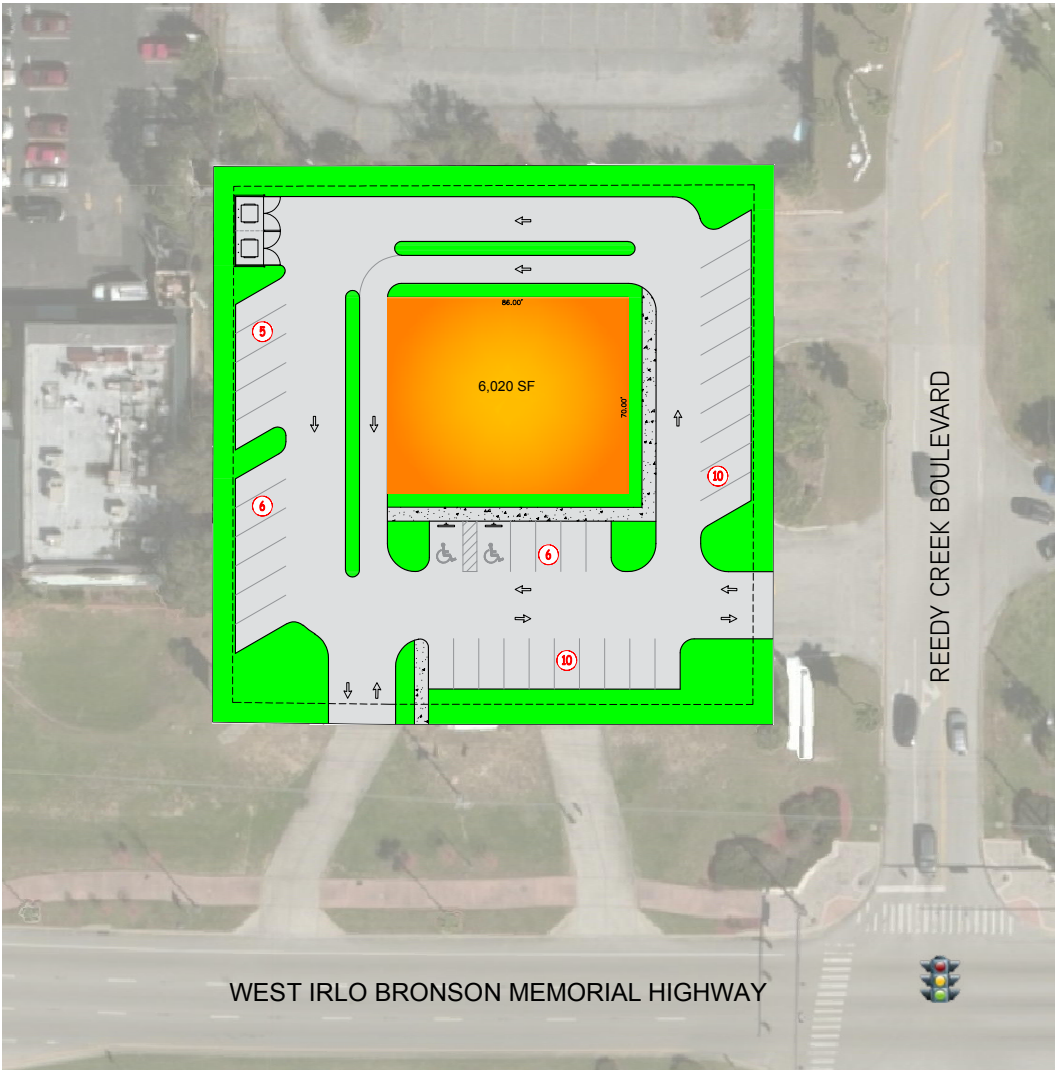 86.00'
5
6,020 SF
70.00'
10
6
6
10
REEDY CREEK BOULEVARD
WEST IRLO BRONSON MEMORIAL HIGHWAY